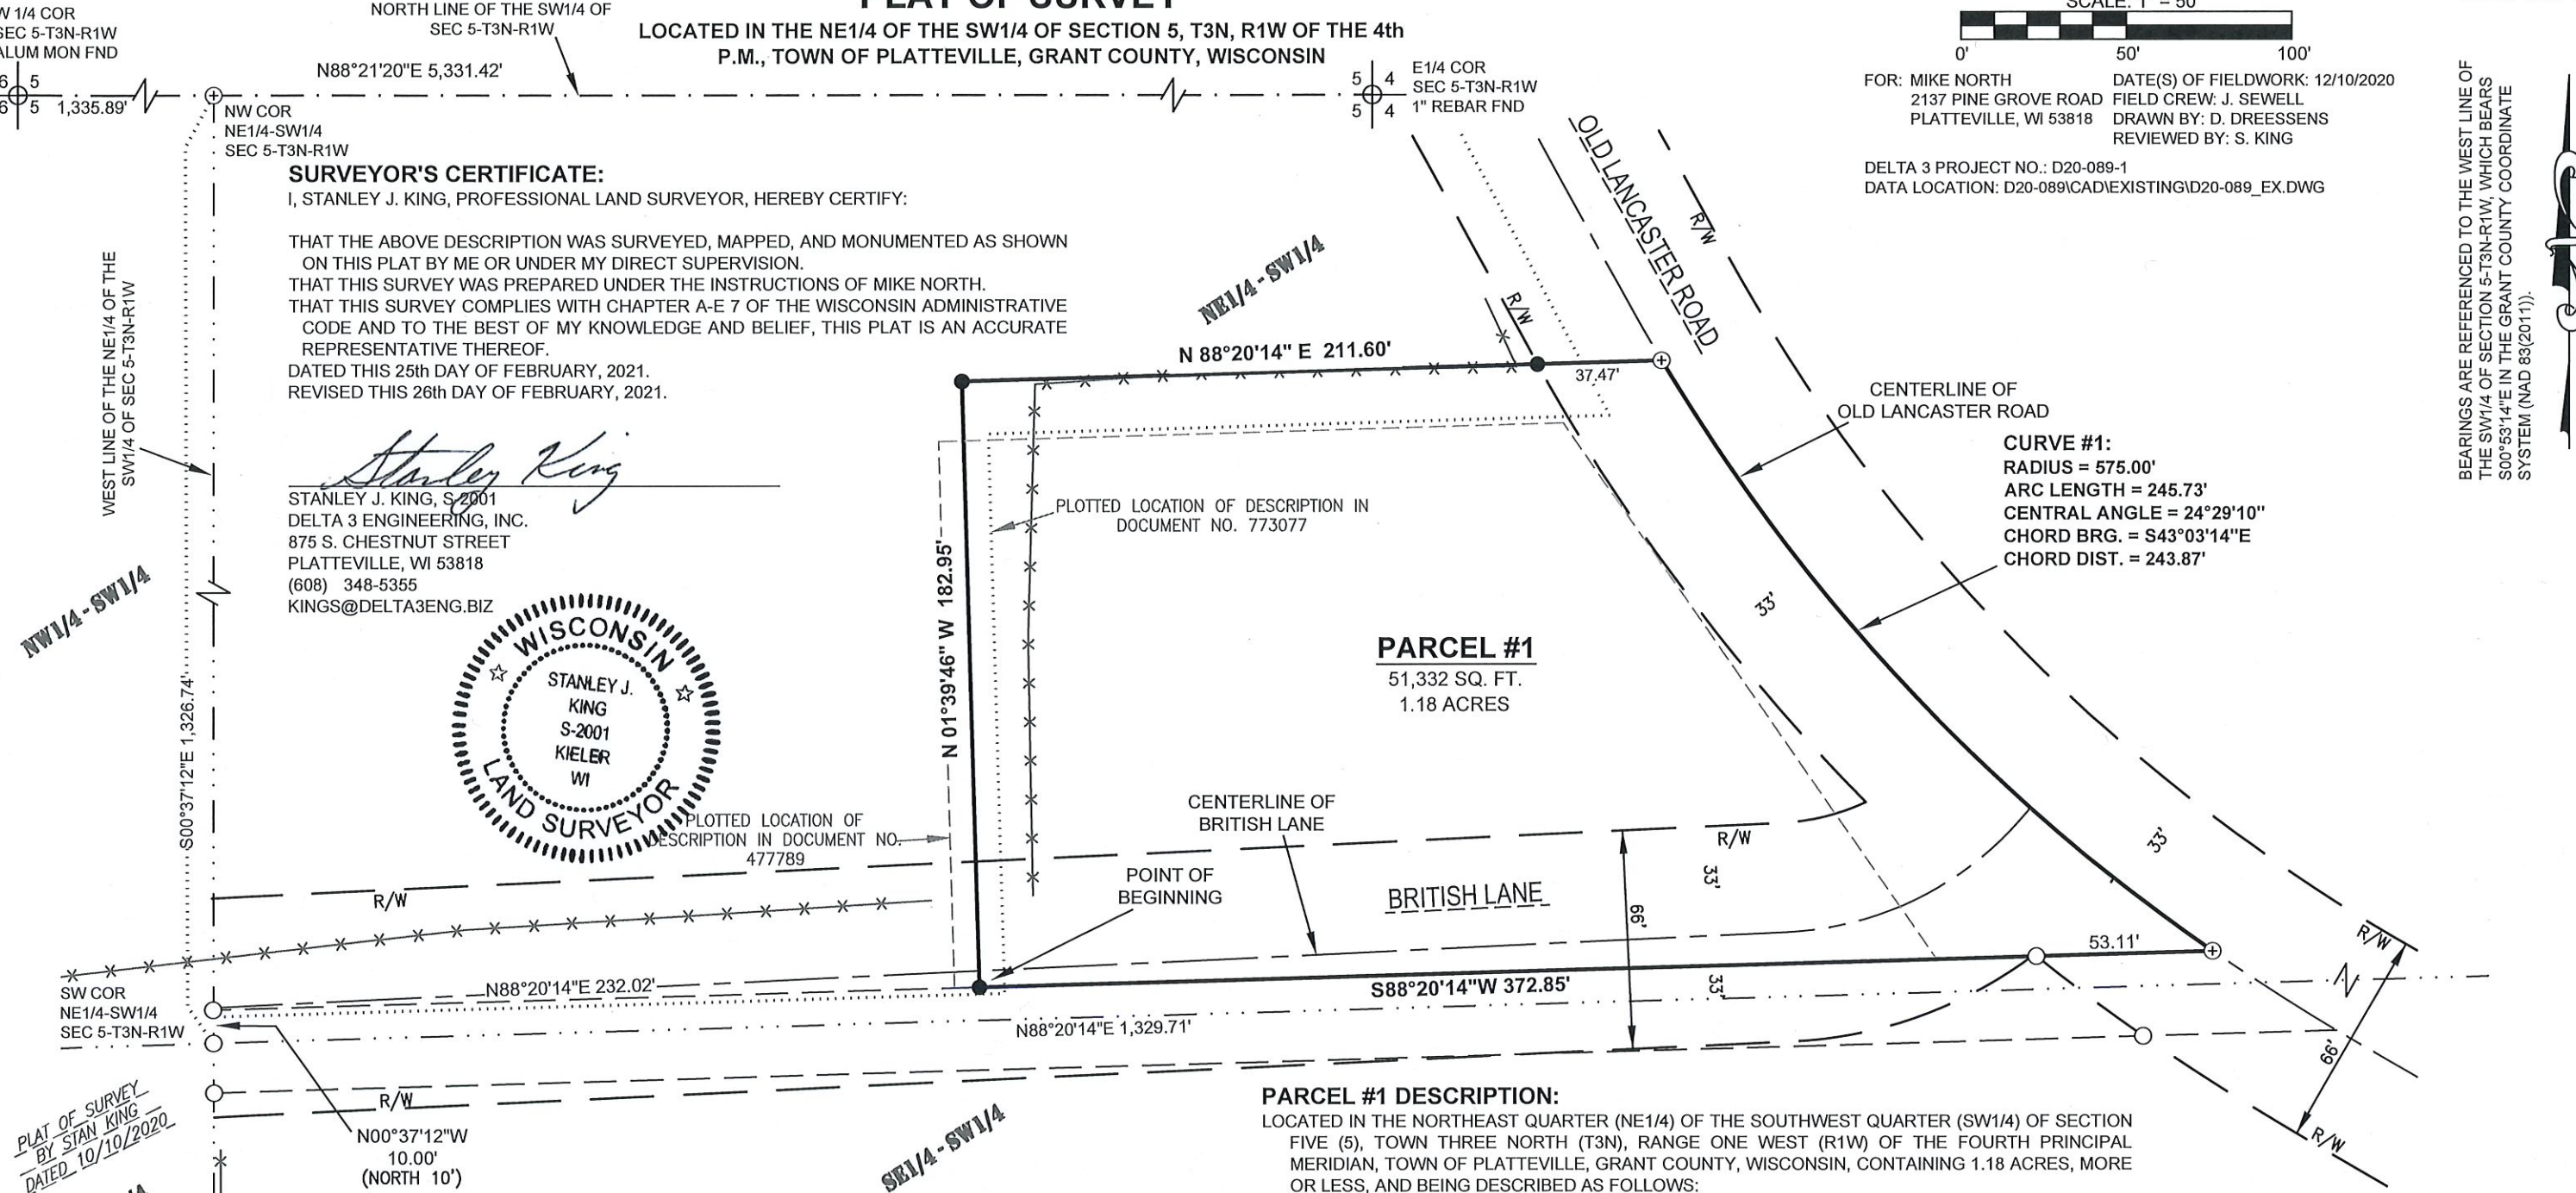 PLAT OF SURVEY
LOCATED IN THE NE1/4 OF THE SW1/4 OF SECTION 5, T3N, R1W OF THE 4th
P.M., TOWN OF PLATTEVILLE, GRANT COUNTY, WISCONSIN
W 1/4 COR
SEC 5-T3N-R1W
ALUM MON FND
6 5
6 5
1,335.89'
NORTH LINE OF THE SW1/4 OF
SEC 5-T3N-R1W
N88°21'20"E 5,331.42'
NW COR
NE1/4-SW1/4
SEC 5-T3N-R1W
5 4
5 4
E1/4 COR
SEC 5-T3N-R1W
1" REBAR FND
SCALE: 1" = 50'
0'
50'
100'
FOR: MIKE NORTH
2137 PINE GROVE ROAD
PLATTEVILLE, WI 53818
DATE(S) OF FIELDWORK: 12/10/2020
FIELD CREW: J. SEWELL
DRAWN BY: D. DREESSENS
REVIEWED BY: S. KING
DELTA 3 PROJECT NO.: D20-089-1
DATA LOCATION: D20-089\CAD\EXISTING\D20-089_EX.DWG
BEARINGS ARE REFERENCED TO THE WEST LINE OF
THE SW1/4 OF SECTION 5-T3N-R1W, WHICH BEARS
S00°53'14"E IN THE GRANT COUNTY COORDINATE
SYSTEM (NAD 83(2011)).
SURVEYOR'S CERTIFICATE:
I, STANLEY J. KING, PROFESSIONAL LAND SURVEYOR, HEREBY CERTIFY:
THAT THE ABOVE DESCRIPTION WAS SURVEYED, MAPPED, AND MONUMENTED AS SHOWN
ON THIS PLAT BY ME OR UNDER MY DIRECT SUPERVISION.
THAT THIS SURVEY WAS PREPARED UNDER THE INSTRUCTIONS OF MIKE NORTH.
THAT THIS SURVEY COMPLIES WITH CHAPTER A-E 7 OF THE WISCONSIN ADMINISTRATIVE
CODE AND TO THE BEST OF MY KNOWLEDGE AND BELIEF, THIS PLAT IS AN ACCURATE
REPRESENTATIVE THEREOF.
DATED THIS 25th DAY OF FEBRUARY, 2021.
REVISED THIS 26th DAY OF FEBRUARY, 2021.
Stanley King
STANLEY J. KING, S-2001
DELTA 3 ENGINEERING, INC.
875 S. CHESTNUT STREET
PLATTEVILLE, WI 53818
(608) 348-5355
KINGS@DELTA3ENG.BIZ
WISCONSIN
STANLEY J.
KING
S-2001
KIELER
WI
LAND SURVEYOR
WEST LINE OF THE NE1/4 OF THE
SW1/4 OF SEC 5-T3N-R1W
NW1/4 - SW1/4
S00°37'12"E 1,326.74'
NE1/4 - SW1/4
OLD LANCASTER ROAD
R/W
R/W
N 88°20'14" E 211.60'
37.47'
CENTERLINE OF
OLD LANCASTER ROAD
CURVE #1:
RADIUS = 575.00'
ARC LENGTH = 245.73'
CENTRAL ANGLE = 24°29'10"
CHORD BRG. = S43°03'14"E
CHORD DIST. = 243.87'
PLOTTED LOCATION OF DESCRIPTION IN
DOCUMENT NO. 773077
N 01°39'46" W 182.95'
33'
PARCEL #1
51,332 SQ. FT.
1.18 ACRES
PLOTTED LOCATION OF
DESCRIPTION IN DOCUMENT NO.
477789
CENTERLINE OF
BRITISH LANE
R/W
33'
33'
POINT OF
BEGINNING
BRITISH LANE
66'
R/W
53.11'
R/W
SW COR
NE1/4-SW1/4
SEC 5-T3N-R1W
N88°20'14"E 232.02'
S88°20'14"W 372.85'
33'
N88°20'14"E 1,329.71'
66'
R/W
R/W
PLAT OF SURVEY
BY STAN KING
DATED 10/10/2020
N00°37'12"W
10.00'
(NORTH 10')
SE1/4 - SW1/4
PARCEL #1 DESCRIPTION:
LOCATED IN THE NORTHEAST QUARTER (NE1/4) OF THE SOUTHWEST QUARTER (SW1/4) OF SECTION
FIVE (5), TOWN THREE NORTH (T3N), RANGE ONE WEST (R1W) OF THE FOURTH PRINCIPAL
MERIDIAN, TOWN OF PLATTEVILLE, GRANT COUNTY, WISCONSIN, CONTAINING 1.18 ACRES, MORE
OR LESS, AND BEING DESCRIBED AS FOLLOWS: